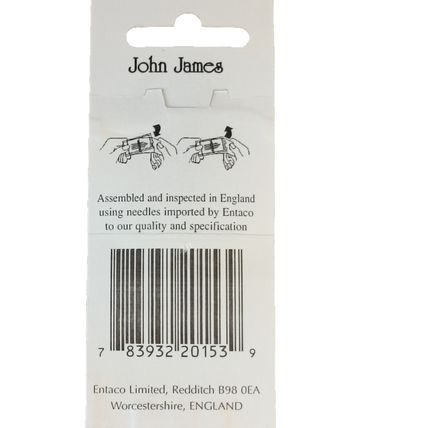 John James
Assembled and inspected in England
using needles imported by Entaco
to our quality and specification
7 83932 20153 9
Entaco Limited, Redditch B98 0EA
Worcestershire, ENGLAND